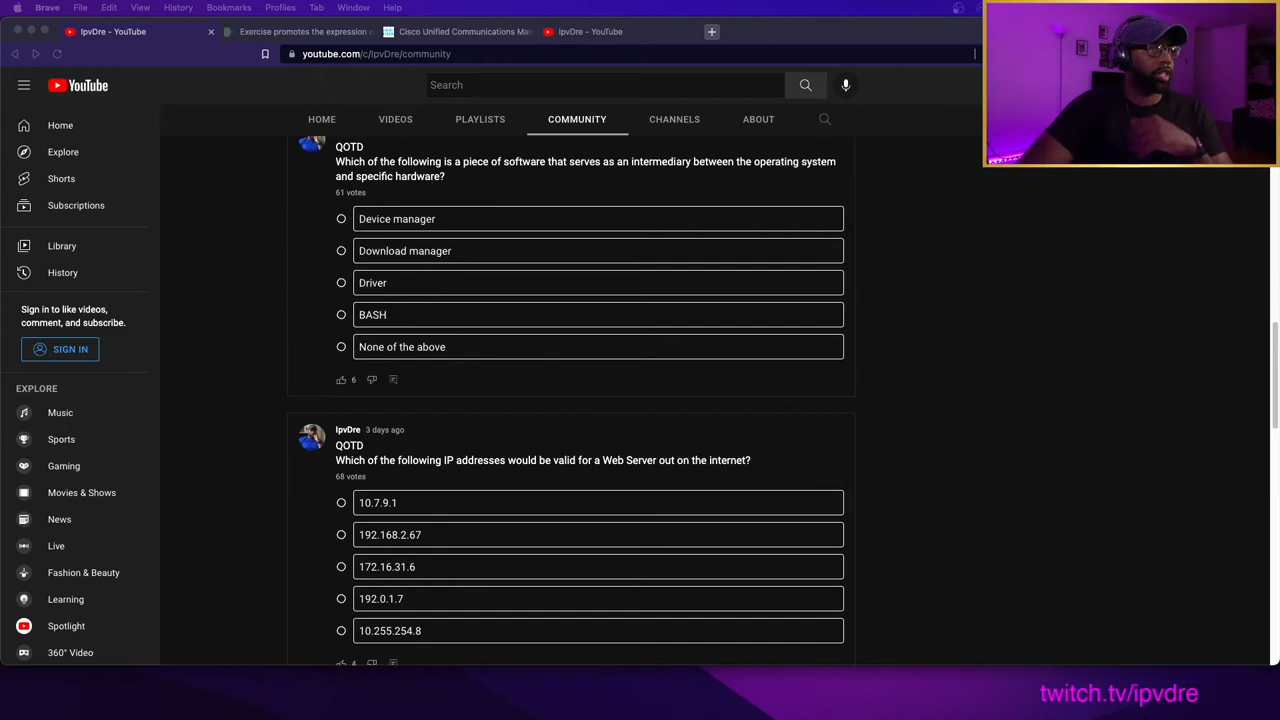 Brave File Edit View History Bookmarks Profiles Tab Window Help
IpvDre - YouTube
Exercise promotes the expression o
Cisco Unified Communications Man
IpvDre - YouTube
youtube.com/c/IpvDre/community
YouTube
Search
HOME VIDEOS PLAYLISTS COMMUNITY CHANNELS ABOUT
Home
Explore
Shorts
Subscriptions
Library
History
Sign in to like videos,
comment, and subscribe.
SIGN IN
EXPLORE
Music
Sports
Gaming
Movies & Shows
News
Live
Fashion & Beauty
Learning
Spotlight
360° Video
QOTD
Which of the following is a piece of software that serves as an intermediary between the operating system
and specific hardware?
61 votes
Device manager
Download manager
Driver
BASH
None of the above
6
IpvDre 3 days ago
QOTD
Which of the following IP addresses would be valid for a Web Server out on the internet?
68 votes
10.7.9.1
192.168.2.67
172.16.31.6
192.0.1.7
10.255.254.8
4
twitch.tv/ipvdre